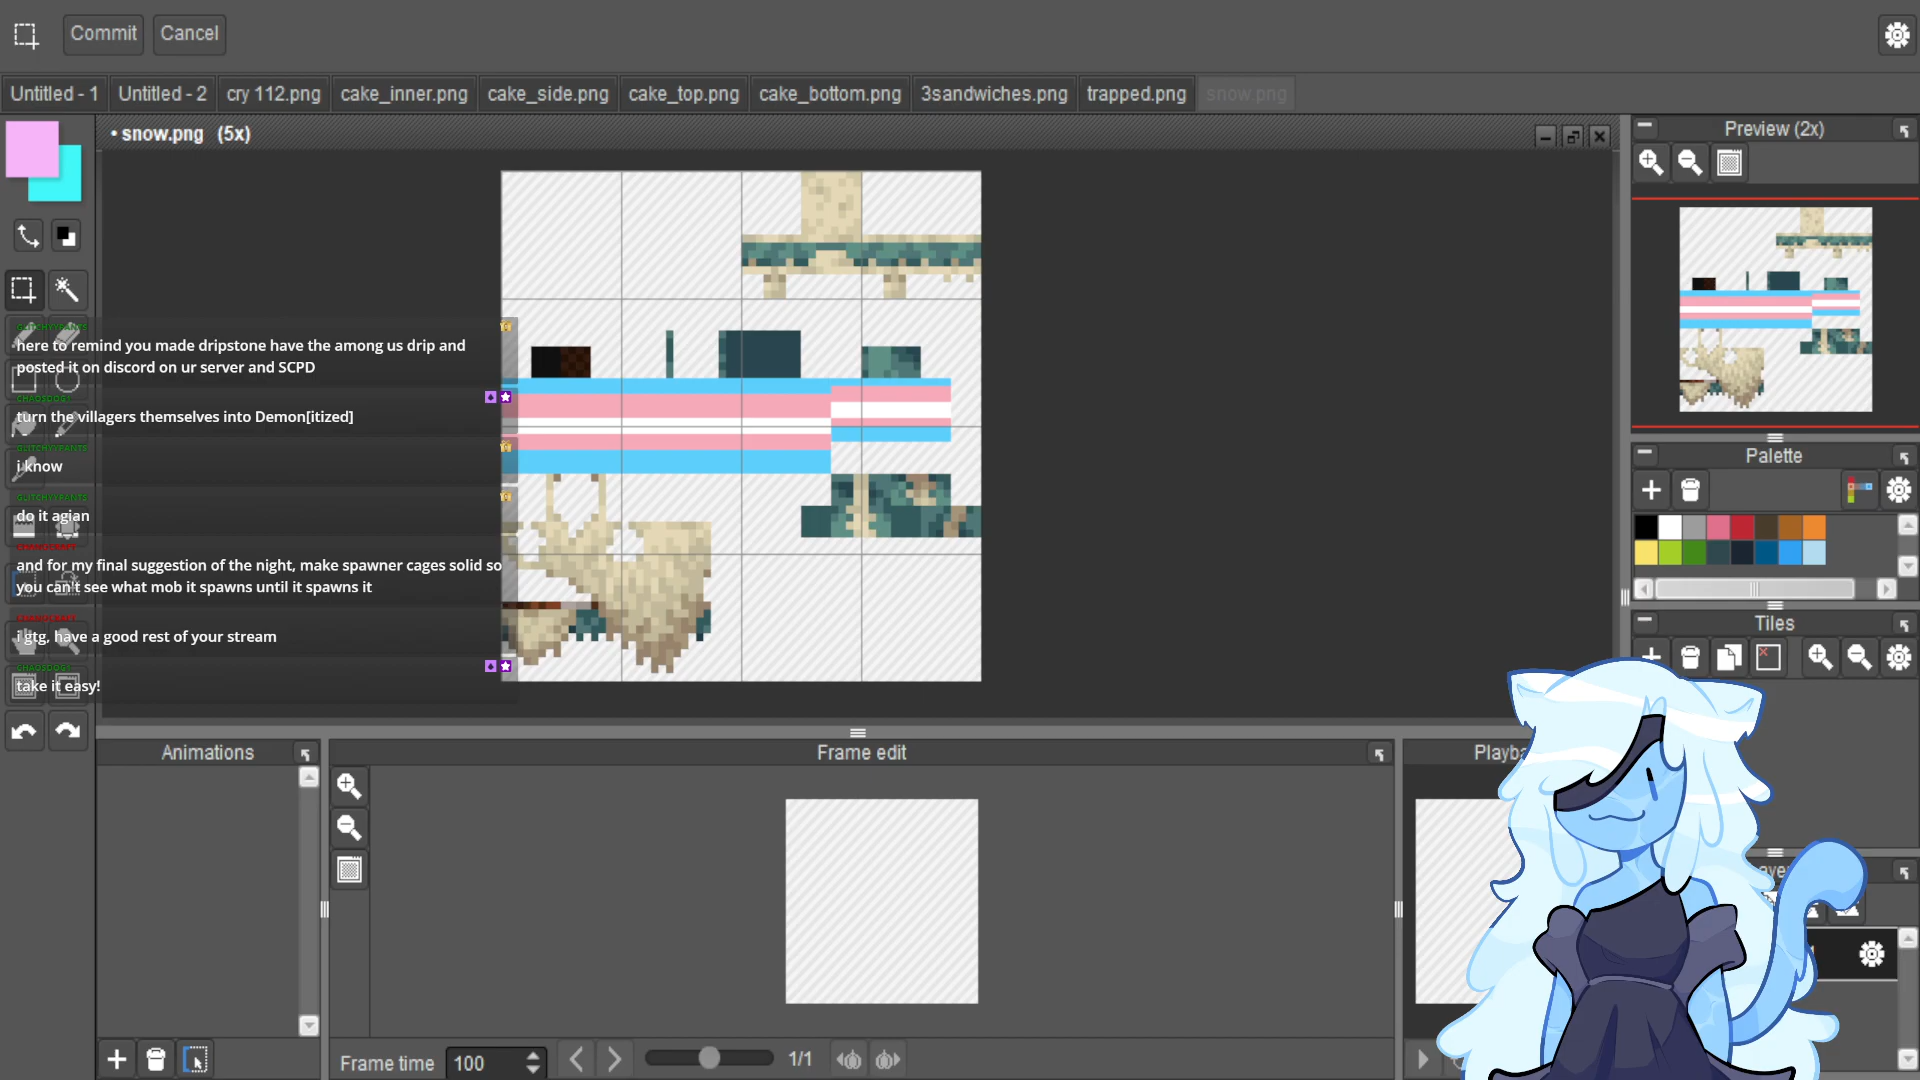 Commit
Cancel
Untitled - 1
Untitled - 2
cry 112.png
cake_inner.png
cake_side.png
cake_top.png
cake_bottom.png
3sandwiches.png
trapped.png
snow.png
• snow.png (5x)
Preview (2x)
GLITCHYYPANTS
here to remind you made dripstone have the among us drip and
posted it on discord on ur server and SCPD
CHAOSDOG1
turn the villagers themselves into Demon[itized]
GLITCHYYPANTS
i know
GLITCHYYPANTS
do it agian
and for my final suggestion of the night, make spawner cages solid so
you can't see what mob it spawns until it spawns it
i gtg, have a good rest of your stream
CHAOSDOG1
take it easy!
Palette
Tiles
Animations
Frame edit
Frame time
100
1/1